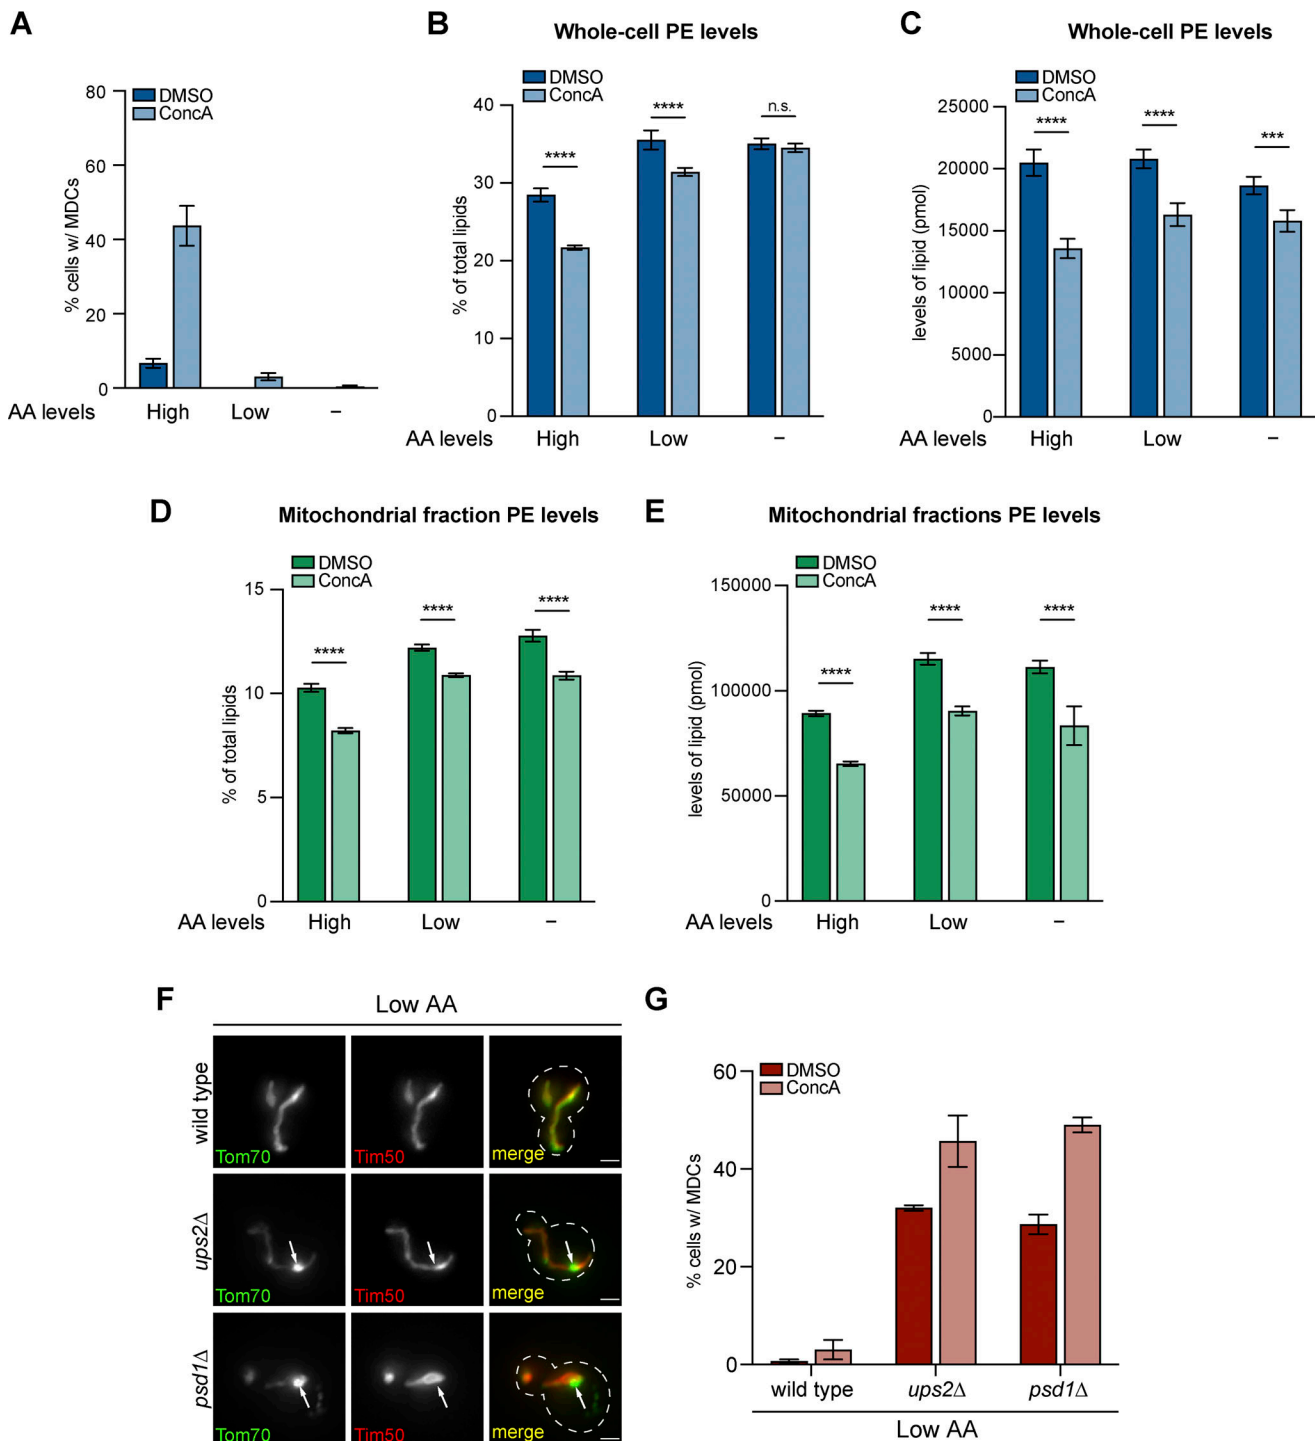 A
DMSO
ConcA
% cells w/ MDCs
80
60
40
20
0
AA levels High Low –
B
Whole-cell PE levels
DMSO
ConcA
% of total lipids
40
30
20
10
0
**** **** n.s.
AA levels High Low –
C
Whole-cell PE levels
DMSO
ConcA
levels of lipid (pmol)
25000
20000
15000
10000
5000
0
**** **** ***
AA levels High Low –
D
Mitochondrial fraction PE levels
DMSO
ConcA
% of total lipids
15
10
5
0
**** **** ****
AA levels High Low –
E
Mitochondrial fractions PE levels
DMSO
ConcA
levels of lipid (pmol)
150000
100000
50000
0
**** **** ****
AA levels High Low –
F
Low AA
wild type
Tom70 Tim50 merge
ups2Δ
Tom70 Tim50 merge
psd1Δ
Tom70 Tim50 merge
G
DMSO
ConcA
% cells w/ MDCs
60
40
20
0
wild type ups2Δ psd1Δ
Low AA